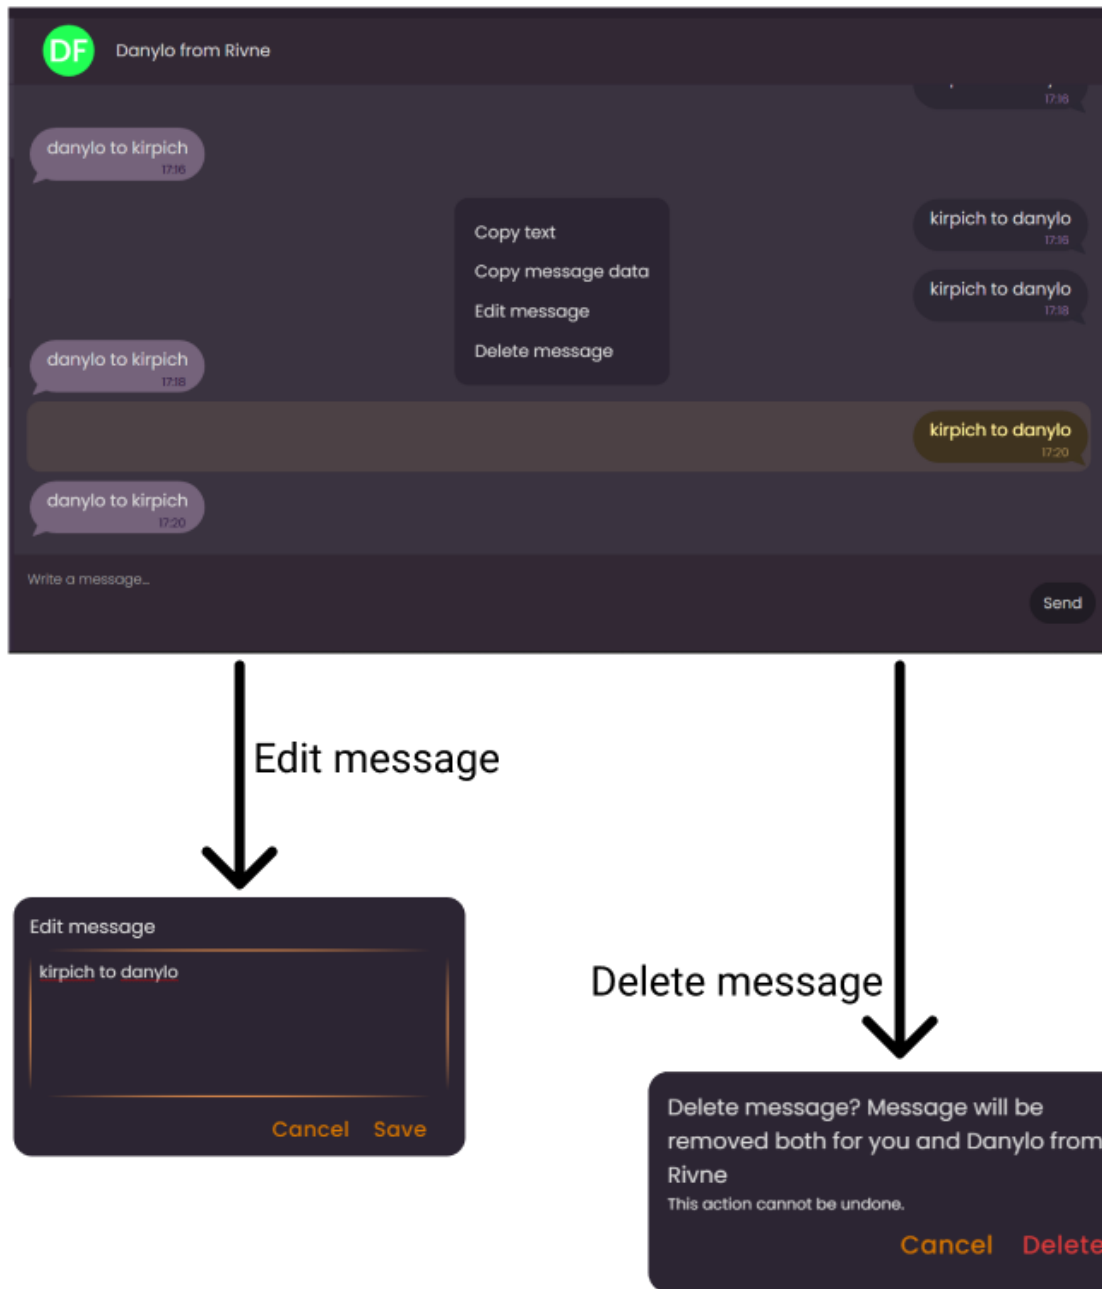 DF
Danylo from Rivne
17:16
danylo to kirpich
17:16
kirpich to danylo
17:16
Copy text
Copy message data
Edit message
Delete message
kirpich to danylo
17:18
danylo to kirpich
17:18
kirpich to danylo
17:20
danylo to kirpich
17:20
Write a message...
Send
Edit message
Edit message
kirpich to danylo
Cancel Save
Delete message
Delete message? Message will be
removed both for you and Danylo from
Rivne
This action cannot be undone.
Cancel Delete